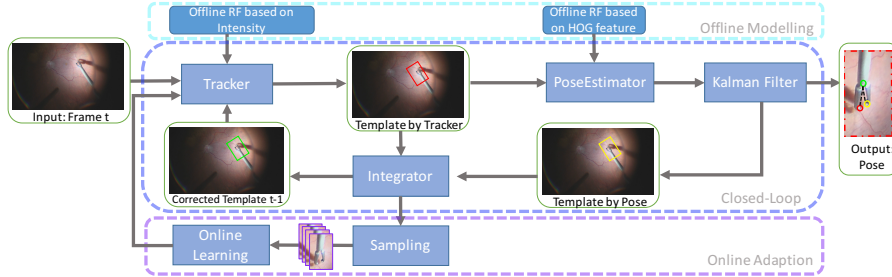 Offline RF based on
Intensity
Offline RF based
on HOG feature
Offline Modelling
Tracker
PoseEstimator
Kalman Filter
Input: Frame t
Template by Tracker
Output:
Pose
Corrected Template t-1
Integrator
Template by Pose
Closed-Loop
Online
Learning
Sampling
Online Adaption